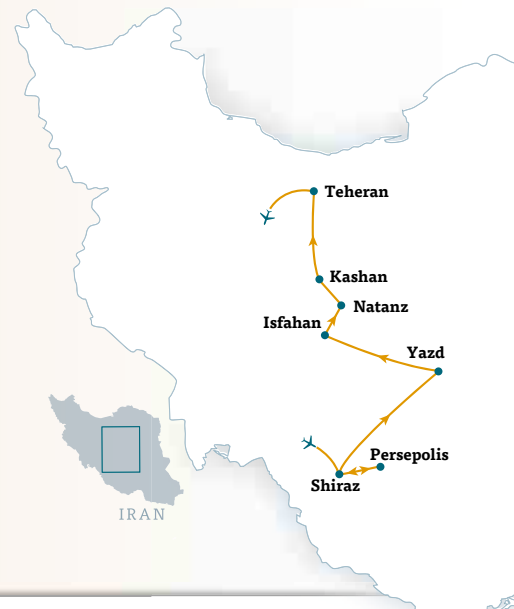 Teheran
Kashan
Natanz
Isfahan
Yazd
Persepolis
Shiraz
IRAN